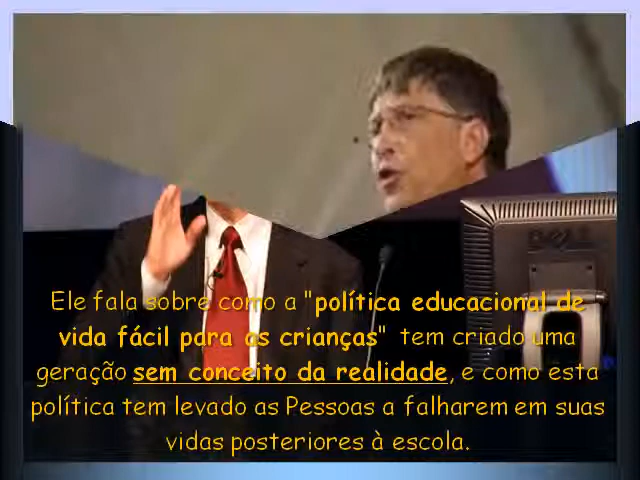 Ele fala sobre como a "política educacional de
vida fácil para as crianças" tem criado uma
geração sem conceito da realidade, e como esta
política tem levado as Pessoas a falharem em suas
vidas posteriores à escola.
DELL